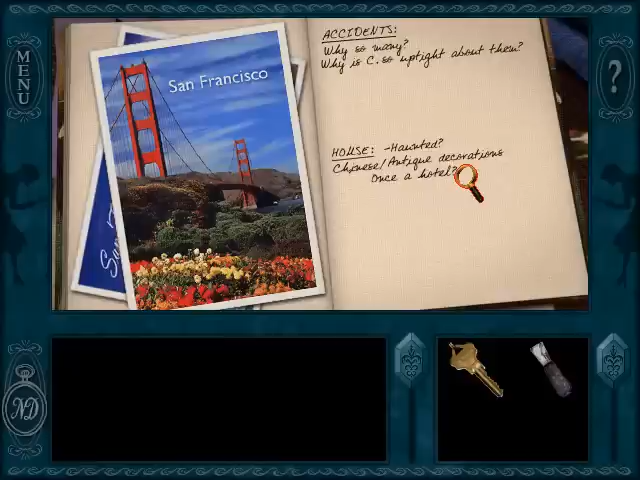 MENU
San Francisco
San
ACCIDENTS:
Why so many?
Why is C. so uptight about them?
HOUSE: -Haunted?
Chinese/Antique decorations
Once a hotel?
?
ND